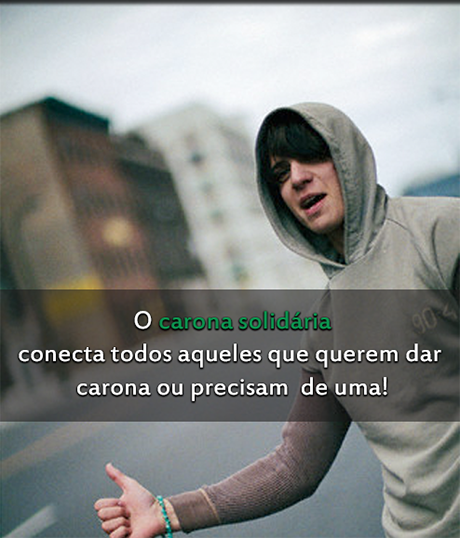 O carona solidária
conecta todos aqueles que querem dar
carona ou precisam de uma!